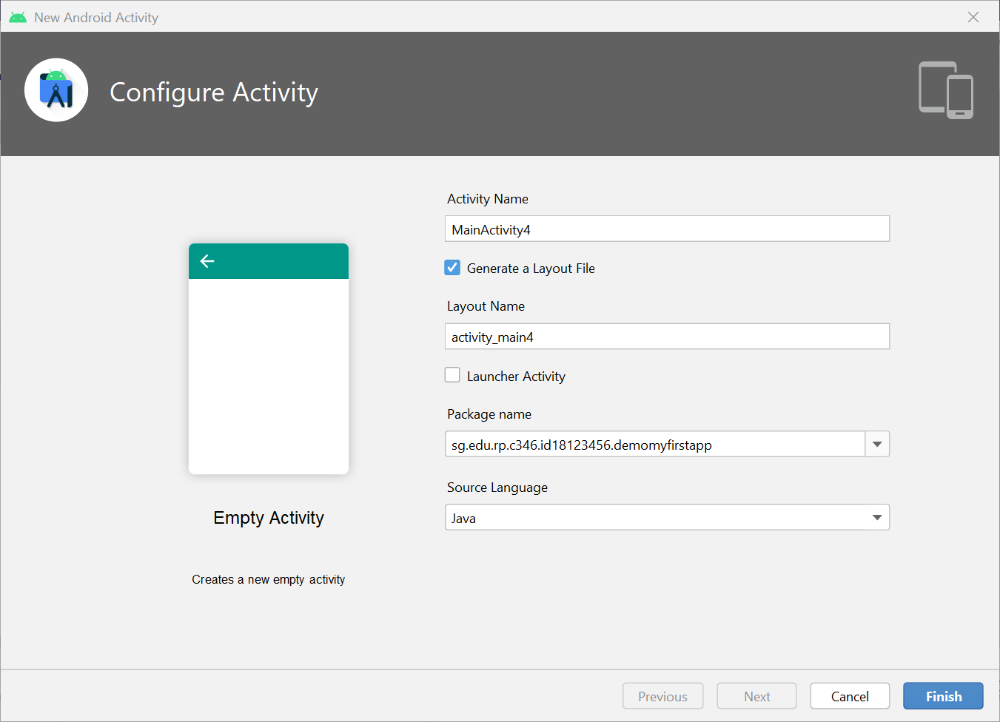 New Android Activity
Configure Activity
Activity Name
MainActivity4
Generate a Layout File
Layout Name
activity_main4
Launcher Activity
Package name
sg.edu.rp.c346.id18123456.demomyfirstapp
Source Language
Java
Empty Activity
Creates a new empty activity
Previous
Next
Cancel
Finish